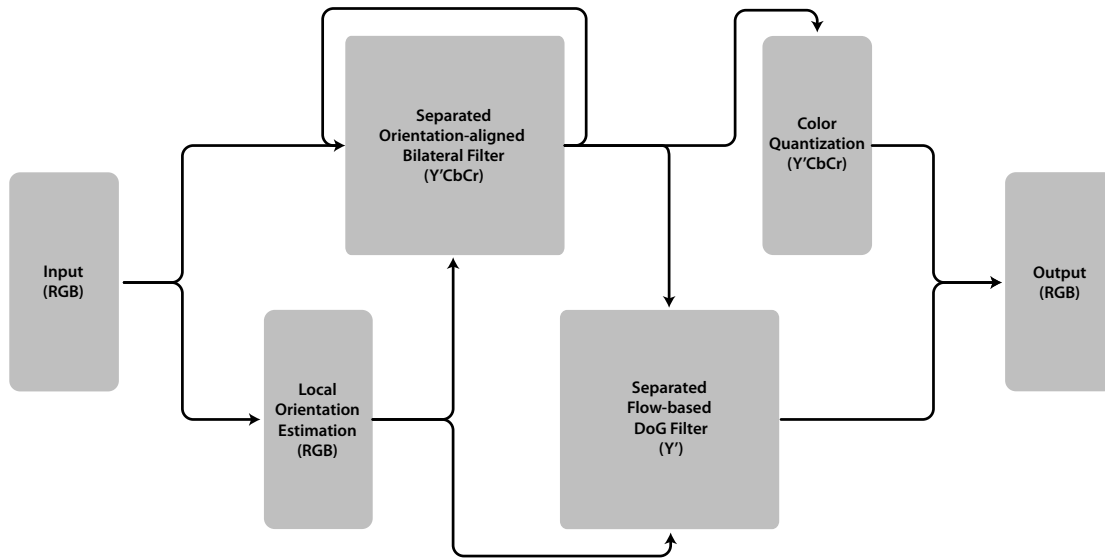 Input
(RGB)
Separated
Orientation-aligned
Bilateral Filter
(Y'CbCr)
Local
Orientation
Estimation
(RGB)
Separated
Flow-based
DoG Filter
(Y')
Color
Quantization
(Y'CbCr)
Output
(RGB)